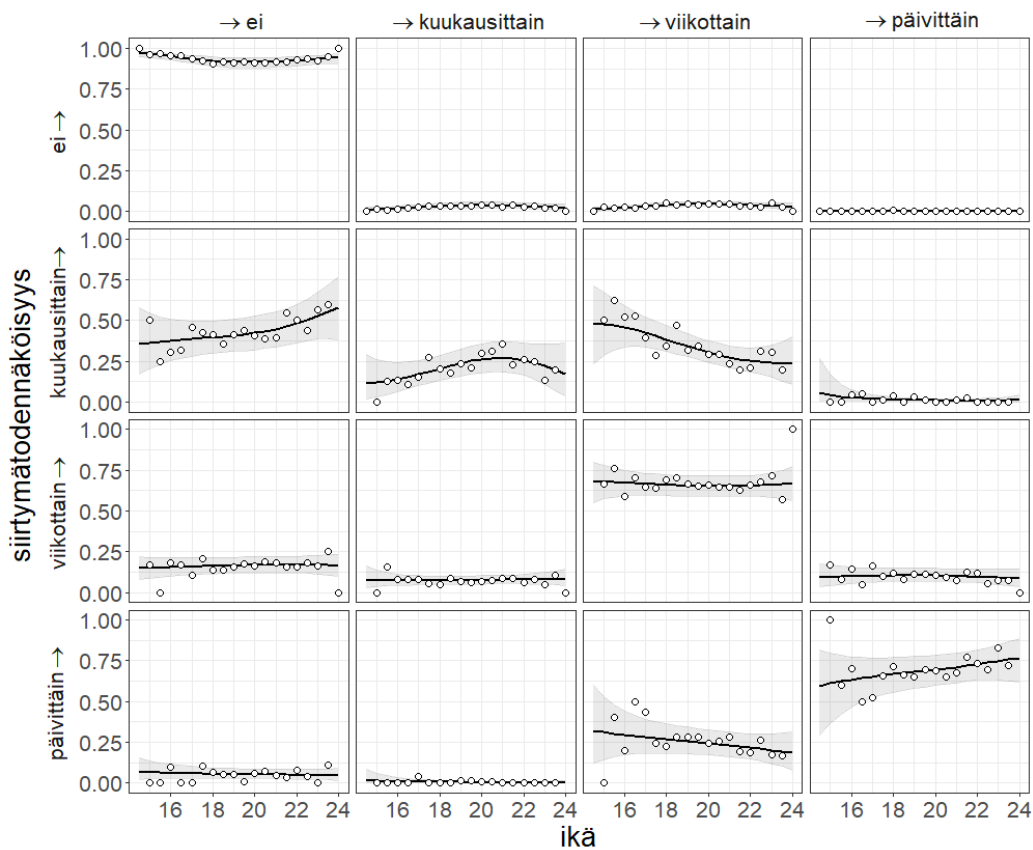 → ei → kuukausittain → viikottain → päivittäin
siirtymätodennäköisyys
ei →
1.00
0.75
0.50
0.25
0.00
kuukausittain→
1.00
0.75
0.50
0.25
0.00
viikottain →
1.00
0.75
0.50
0.25
0.00
päivittäin →
1.00
0.75
0.50
0.25
0.00
16 18 20 22 24 16 18 20 22 24 16 18 20 22 24 16 18 20 22 24
ikä